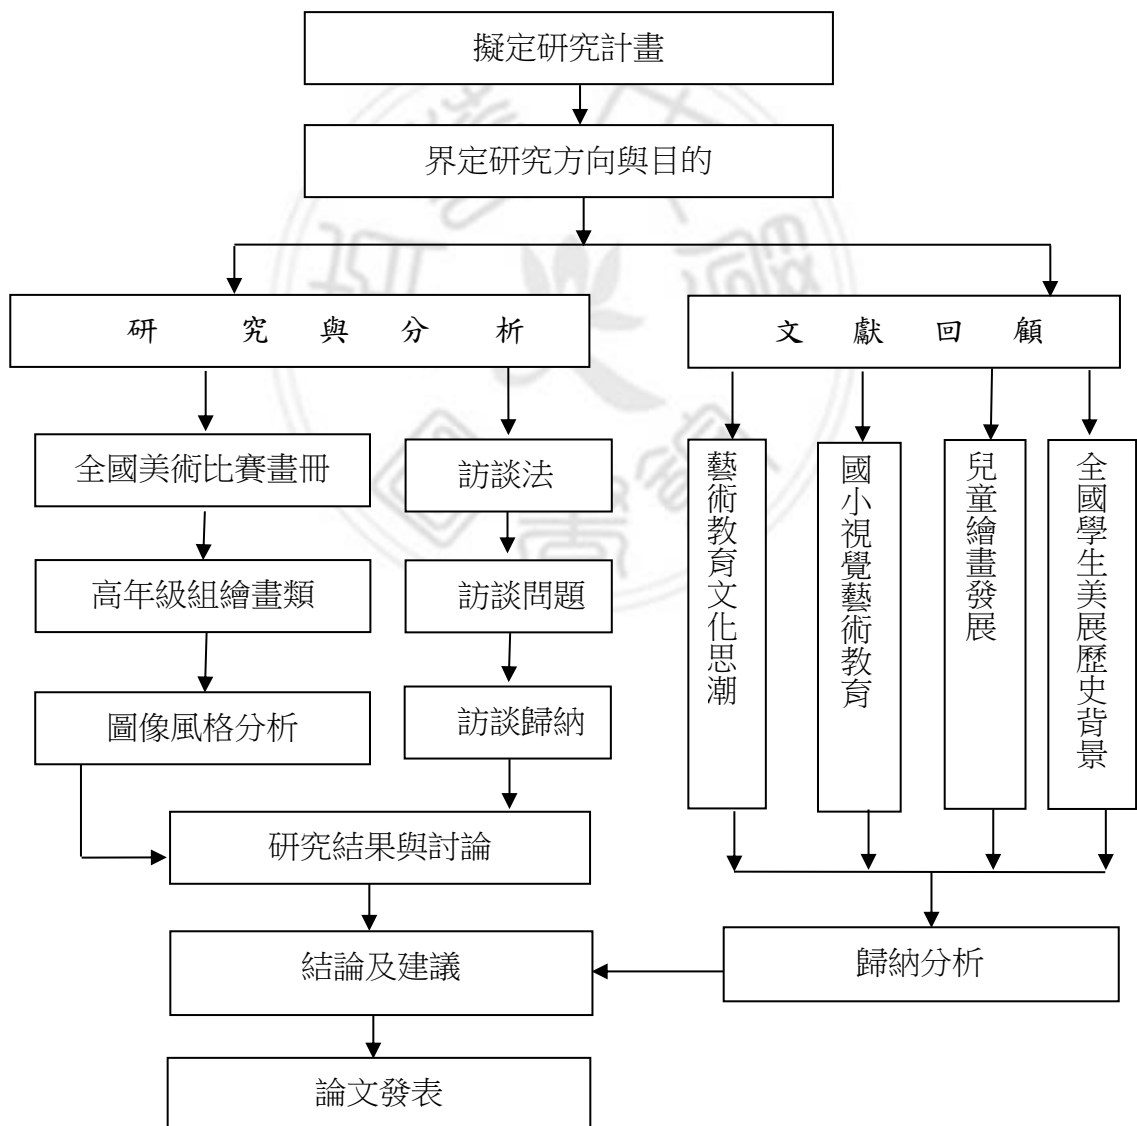 擬定研究計畫
界定研究方向與目的
研究與分析
文獻回顧
全國美術比賽畫冊
訪談法
高年級組繪畫類
訪談問題
圖像風格分析
訪談歸納
藝術教育文化思潮
國小視覺藝術教育
兒童繪畫發展
全國學生美展歷史背景
研究結果與討論
結論及建議
歸納分析
論文發表